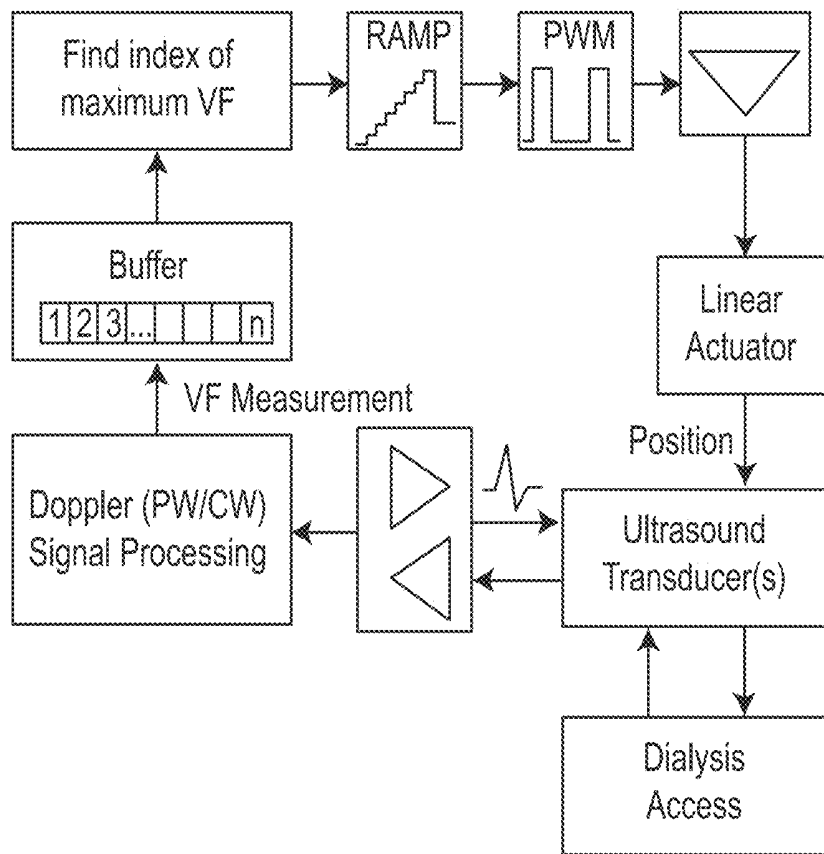 Find index of
maximum VF
RAMP
PWM
Buffer
1 2 3 ... n
Linear
Actuator
VF Measurement
Position
Doppler (PW/CW)
Signal Processing
Ultrasound
Transducer(s)
Dialysis
Access